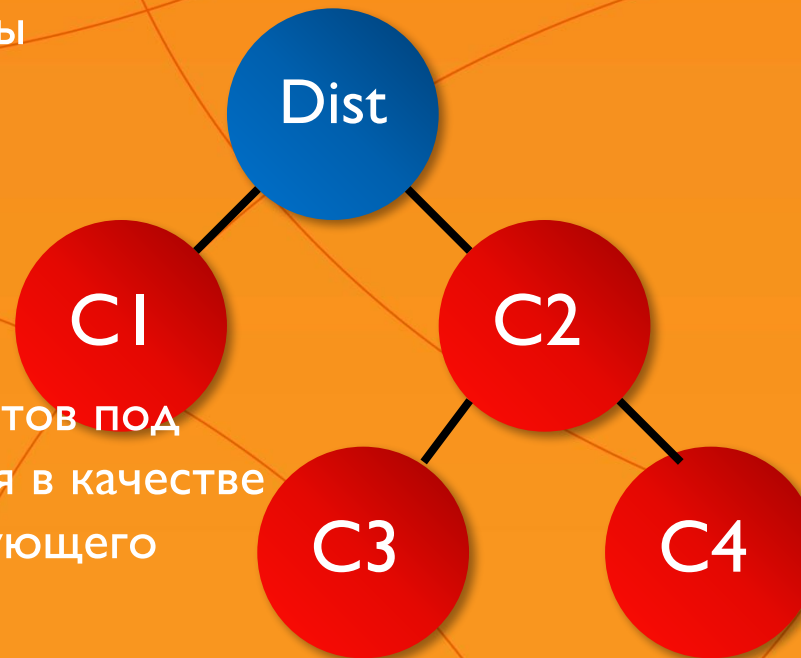 ы
Dist
C1
C2
тов под
я в качестве
ующего
C3
C4